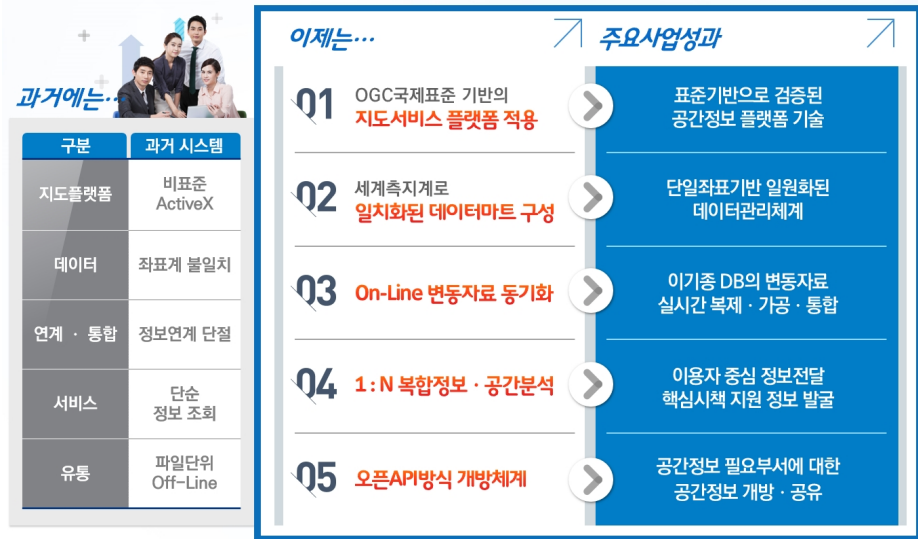 과거에는…
구분
과거 시스템
지도플랫폼
비표준
ActiveX
데이터
좌표계 불일치
연계 · 통합
정보연계 단절
서비스
단순
정보 조회
유통
파일단위
Off-Line
이제는…
주요사업성과
01
OGC국제표준 기반의
지도서비스 플랫폼 적용
표준기반으로 검증된
공간정보 플랫폼 기술
02
세계측지계로
일치화된 데이터마트 구성
단일좌표기반 일원화된
데이터관리체계
03
On-Line 변동자료 동기화
이기종 DB의 변동자료
실시간 복제 · 가공 · 통합
04
1 : N 복합정보 · 공간분석
이용자 중심 정보전달
핵심시책 지원 정보 발굴
05
오픈API방식 개방체계
공간정보 필요부서에 대한
공간정보 개방 · 공유